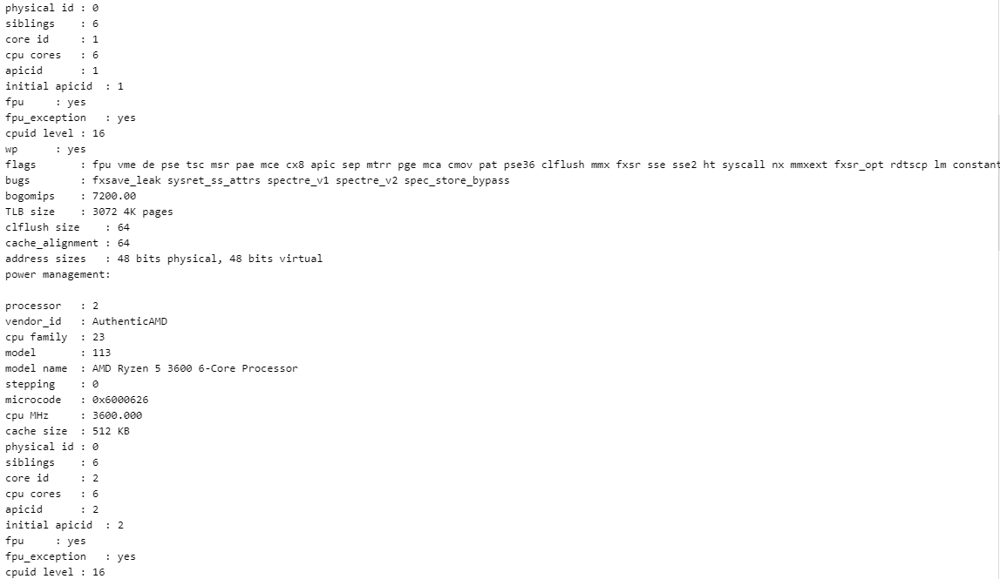 physical id : 0
siblings : 6
core id : 1
cpu cores : 6
apicid : 1
initial apicid : 1
fpu : yes
fpu_exception : yes
cpuid level : 16
wp : yes
flags : fpu vme de pse tsc msr pae mce cx8 apic sep mtrr pge mca cmov pat pse36 clflush mmx fxsr sse sse2 ht syscall nx mmxext fxsr_opt rdtscp lm constant
bugs : fxsave_leak sysret_ss_attrs spectre_v1 spectre_v2 spec_store_bypass
bogomips : 7200.00
TLB size : 3072 4K pages
clflush size : 64
cache_alignment : 64
address sizes : 48 bits physical, 48 bits virtual
power management:
processor : 2
vendor_id : AuthenticAMD
cpu family : 23
model : 113
model name : AMD Ryzen 5 3600 6-Core Processor
stepping : 0
microcode : 0x6000626
cpu MHz : 3600.000
cache size : 512 KB
physical id : 0
siblings : 6
core id : 2
cpu cores : 6
apicid : 2
initial apicid : 2
fpu : yes
fpu_exception : yes
cpuid level : 16